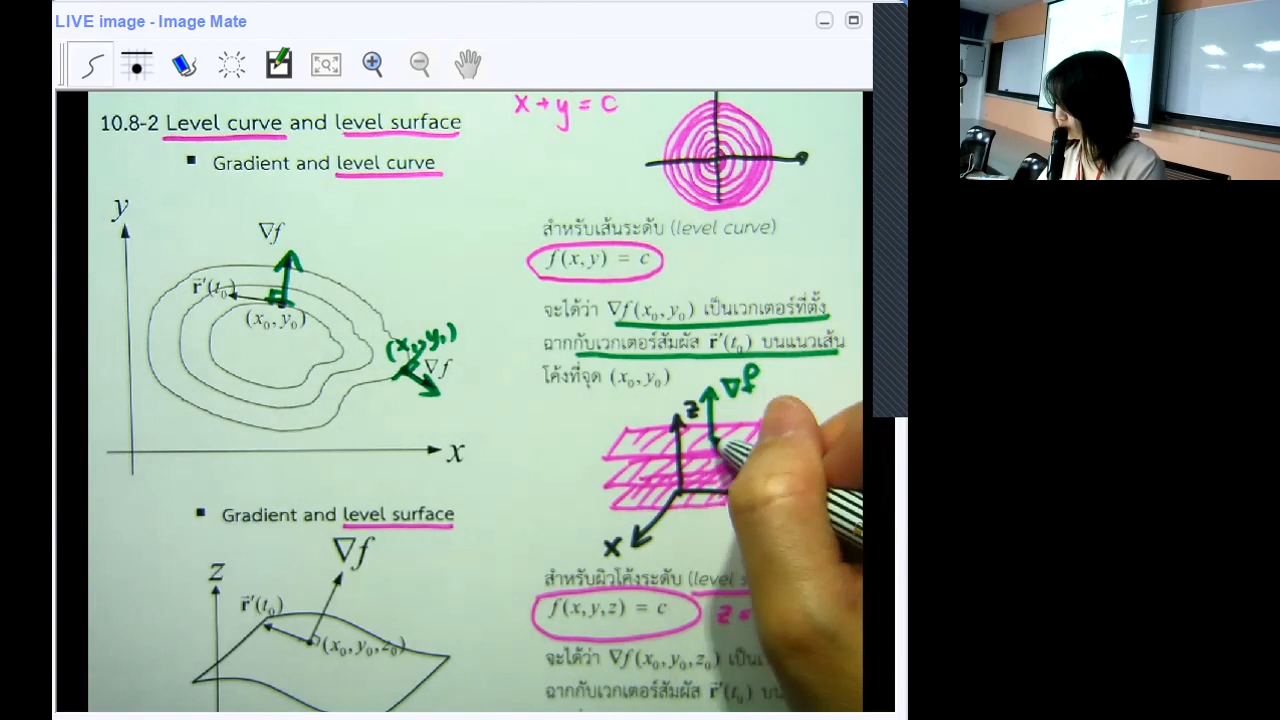 LIVE image - Image Mate
x + y = c
10.8-2 Level curve and level surface
▪ Gradient and level curve
y
∇f
r⃗′(t₀)
(x₀, y₀)
∇f
x
สำหรับเส้นระดับ (level curve)
f(x, y) = c
จะได้ว่า ∇f(x₀, y₀) เป็นเวกเตอร์ที่ตั้ง
ฉากกับเวกเตอร์สัมผัส r⃗′(t₀) บนแนวเส้น
โค้งที่จุด (x₀, y₀)
∇f
z
x
▪ Gradient and level surface
∇f
z
r⃗′(t₀)
(x₀, y₀, z₀)
สำหรับผิวโค้งระดับ (level
f(x, y, z) = c
z =
จะได้ว่า ∇f(x₀, y₀, z₀)
ฉากกับเวกเตอร์สัมผัส r⃗′(t₀)